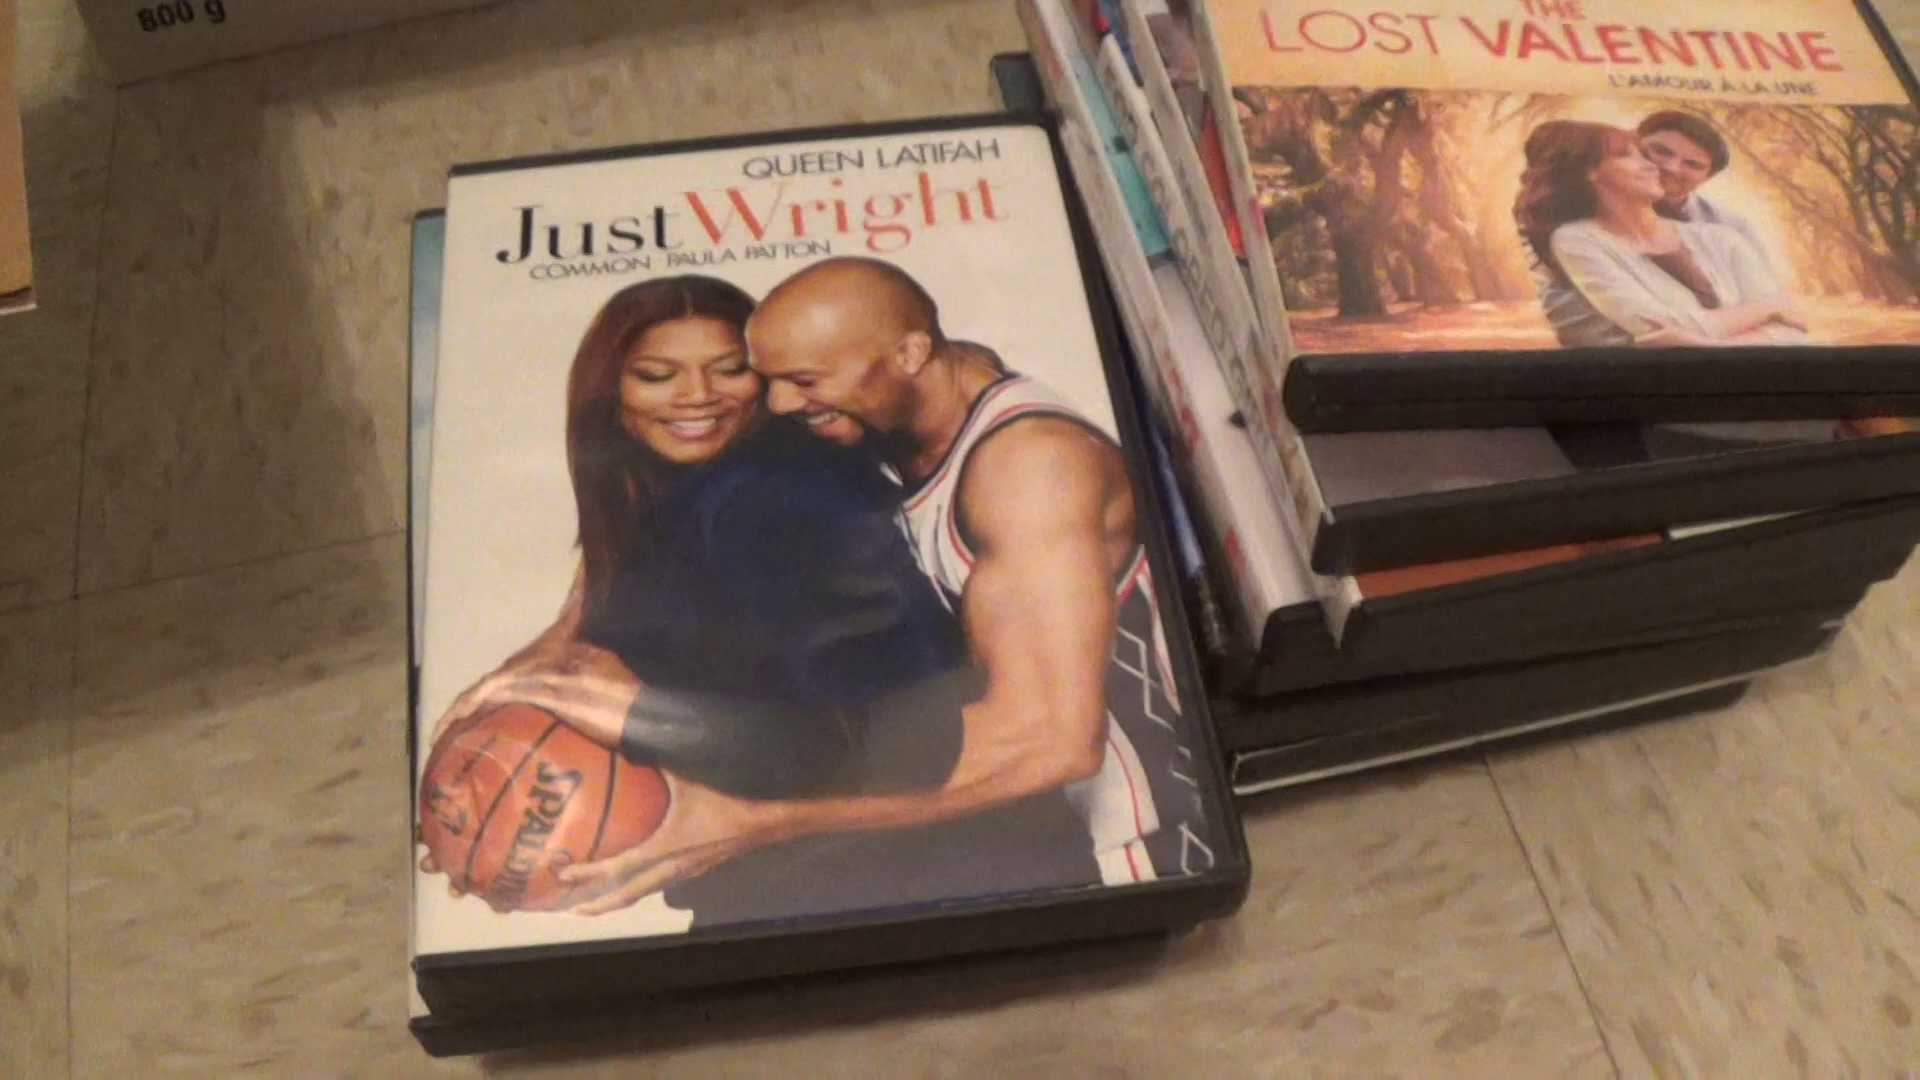 800 g
QUEEN LATIFAH
Just Wright
COMMON PAULA PATTON
SPALDING
THE
LOST VALENTINE
L'AMOUR À LA UNE